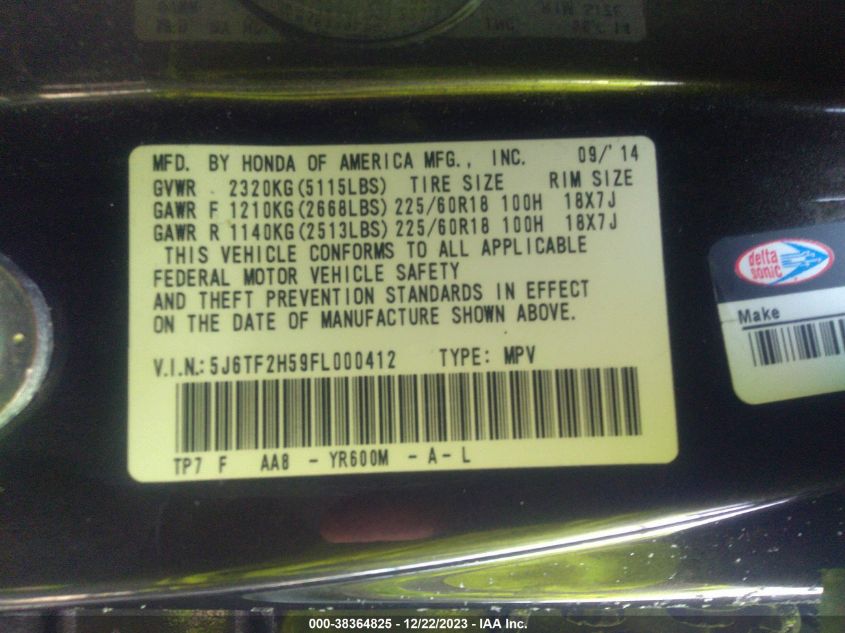 MFD. BY HONDA OF AMERICA MFG., INC. 09/'14
GVWR 2320KG(5115LBS) TIRE SIZE RIM SIZE
GAWR F 1210KG(2668LBS) 225/60R18 100H 18X7J
GAWR R 1140KG(2513LBS) 225/60R18 100H 18X7J
THIS VEHICLE CONFORMS TO ALL APPLICABLE
FEDERAL MOTOR VEHICLE SAFETY
AND THEFT PREVENTION STANDARDS IN EFFECT
ON THE DATE OF MANUFACTURE SHOWN ABOVE.
V.I.N.: 5J6TF2H59FL000412 TYPE: MPV
TP7 F AA8 - YR600M - A - L
delta sonic
Make
000-38364825 - 12/22/2023 - IAA Inc.